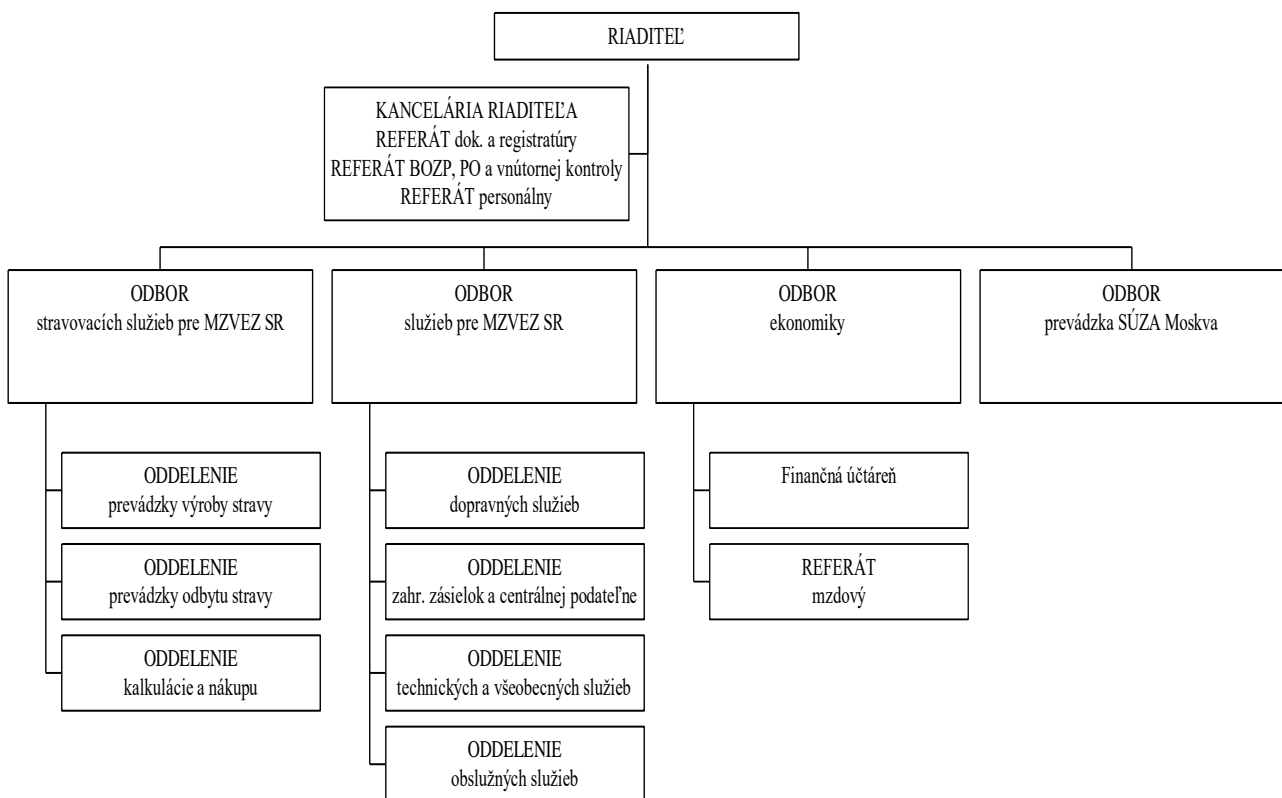 RIADITEĽ
KANCELÁRIA RIADITEĽA
REFERÁT dok. a registratúry
REFERÁT BOZP, PO a vnútornej kontroly
REFERÁT personálny
ODBOR
stravovacích služieb pre MZVEZ SR
ODBOR
služieb pre MZVEZ SR
ODBOR
ekonomiky
ODBOR
prevádzka SÚZA Moskva
ODDELENIE
prevádzky výroby stravy
ODDELENIE
prevádzky odbytu stravy
ODDELENIE
kalkulácie a nákupu
ODDELENIE
dopravných služieb
ODDELENIE
zahr. zásielok a centrálnej podateľne
ODDELENIE
technických a všeobecných služieb
ODDELENIE
obslužných služieb
Finančná účtáreň
REFERÁT
mzdový